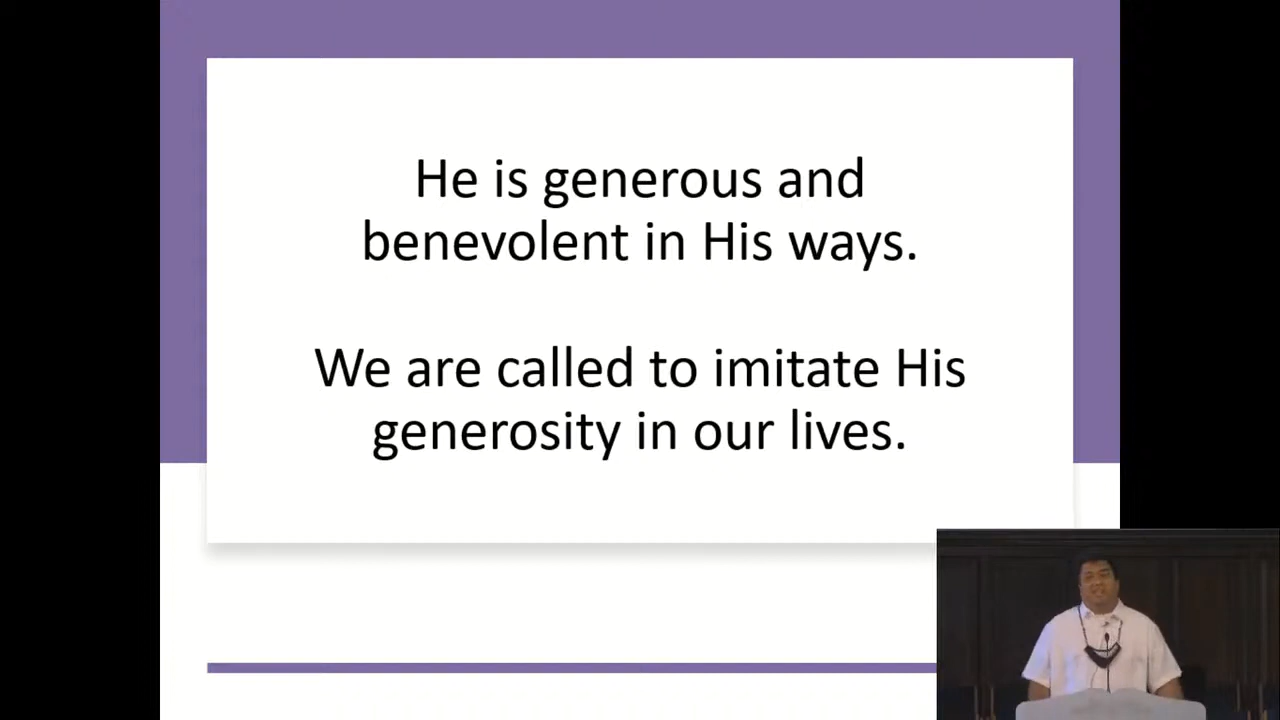 He is generous and
benevolent in His ways.
We are called to imitate His
generosity in our lives.